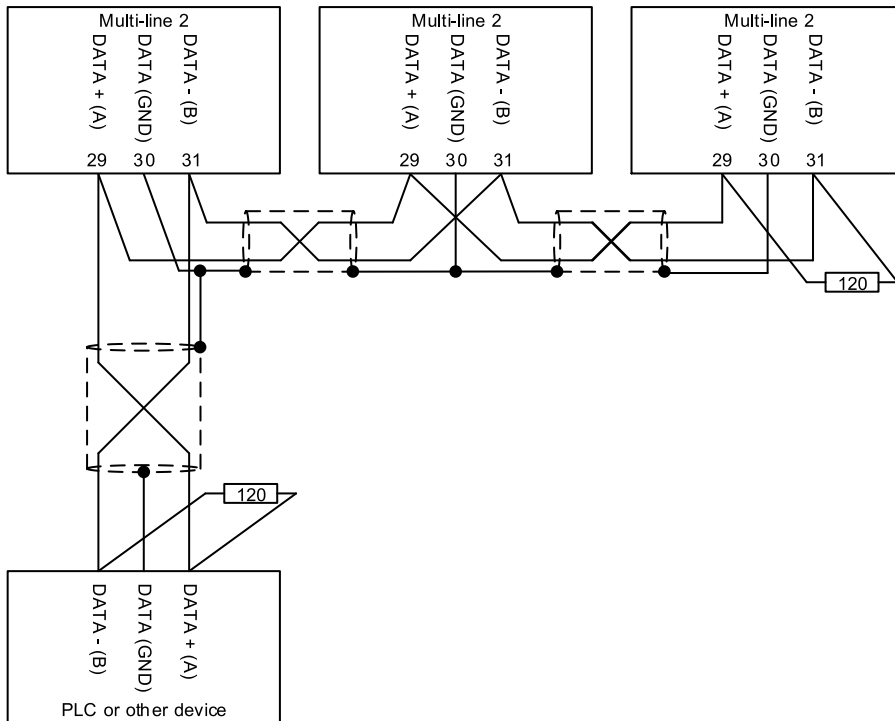 Multi-line 2
DATA + (A)
DATA (GND)
DATA - (B)
29
30
31
Multi-line 2
DATA + (A)
DATA (GND)
DATA - (B)
29
30
31
Multi-line 2
DATA + (A)
DATA (GND)
DATA - (B)
29
30
31
120
120
DATA - (B)
DATA (GND)
DATA + (A)
PLC or other device